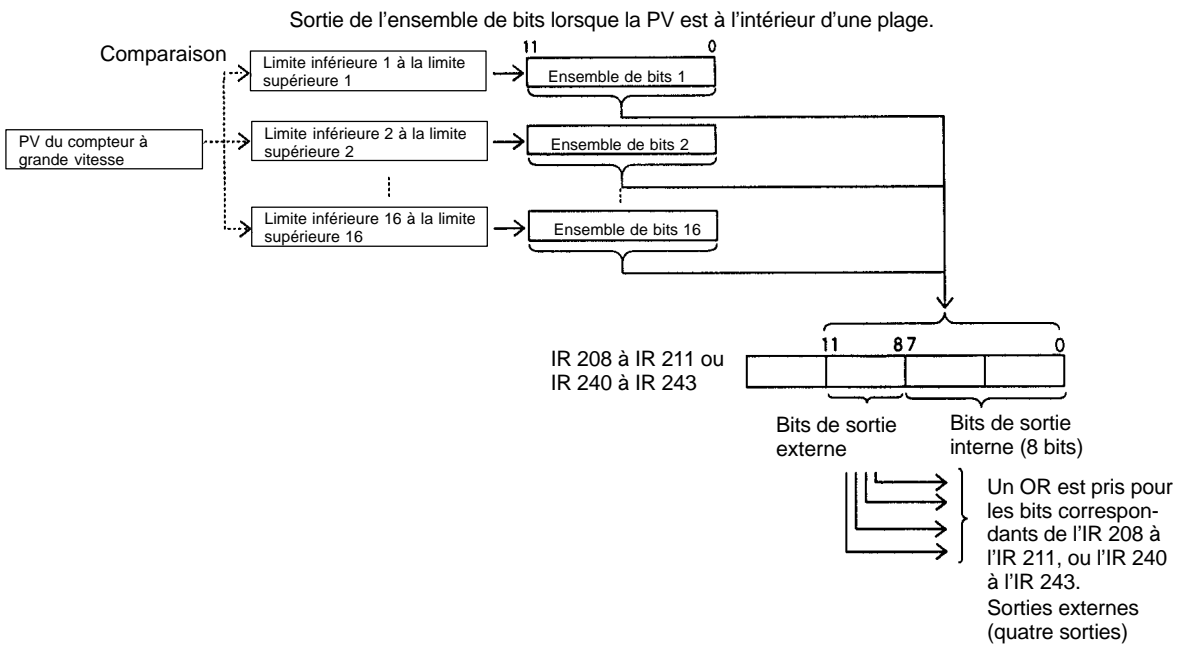 Sortie de l'ensemble de bits lorsque la PV est à l'intérieur d'une plage.
Comparaison
PV du compteur à
grande vitesse
Limite inférieure 1 à la limite
supérieure 1
11 0
Ensemble de bits 1
Limite inférieure 2 à la limite
supérieure 2
Ensemble de bits 2
Limite inférieure 16 à la limite
supérieure 16
Ensemble de bits 16
IR 208 à IR 211 ou
IR 240 à IR 243
11 8 7 0
Bits de sortie
externe
Bits de sortie
interne (8 bits)
Un OR est pris pour
les bits correspon-
dants de l'IR 208 à
l'IR 211, ou l'IR 240
à l'IR 243.
Sorties externes
(quatre sorties)